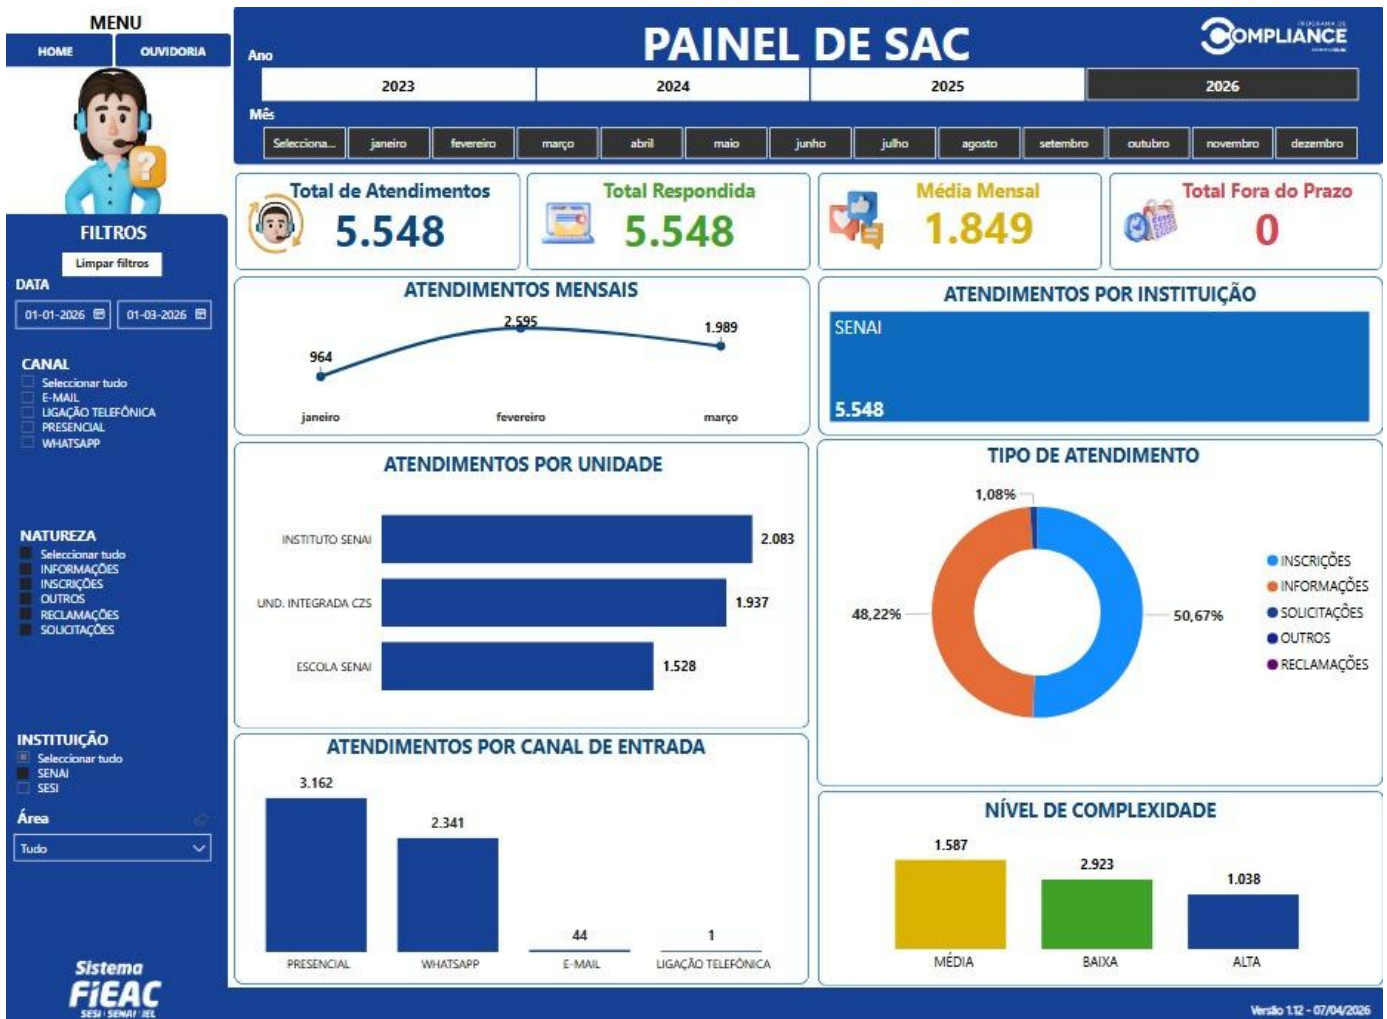 MENU
HOME
OUVIDORIA
PAINEL DE SAC
PROGRAMA DE
COMPLIANCE
Ano
2023
2024
2025
2026
Mês
Selecciona...
janeiro
fevereiro
março
abril
maio
junho
julho
agosto
setembro
outubro
novembro
dezembro
Total de Atendimentos
5.548
Total Respondida
5.548
Média Mensal
1.849
Total Fora do Prazo
0
FILTROS
Limpar filtros
DATA
01-01-2026
01-03-2026
CANAL
Seleccionar tudo
E-MAIL
LIGAÇÃO TELEFÔNICA
PRESENCIAL
WHATSAPP
NATUREZA
Seleccionar tudo
INFORMAÇÕES
INSCRIÇÕES
OUTROS
RECLAMAÇÕES
SOLICITAÇÕES
INSTITUIÇÃO
Seleccionar tudo
SENAI
SESI
Área
Tudo
Sistema
FIEAC
SESI SENAI IEL
ATENDIMENTOS MENSAIS
964
2.595
1.989
janeiro
fevereiro
março
ATENDIMENTOS POR INSTITUIÇÃO
SENAI
5.548
ATENDIMENTOS POR UNIDADE
INSTITUTO SENAI
2.083
UND. INTEGRADA CZS
1.937
ESCOLA SENAI
1.528
TIPO DE ATENDIMENTO
1,08%
48,22%
50,67%
INSCRIÇÕES
INFORMAÇÕES
SOLICITAÇÕES
OUTROS
RECLAMAÇÕES
ATENDIMENTOS POR CANAL DE ENTRADA
3.162
2.341
44
1
PRESENCIAL
WHATSAPP
E-MAIL
LIGAÇÃO TELEFÔNICA
NÍVEL DE COMPLEXIDADE
1.587
2.923
1.038
MÉDIA
BAIXA
ALTA
Versão 1.12 - 07/04/2026